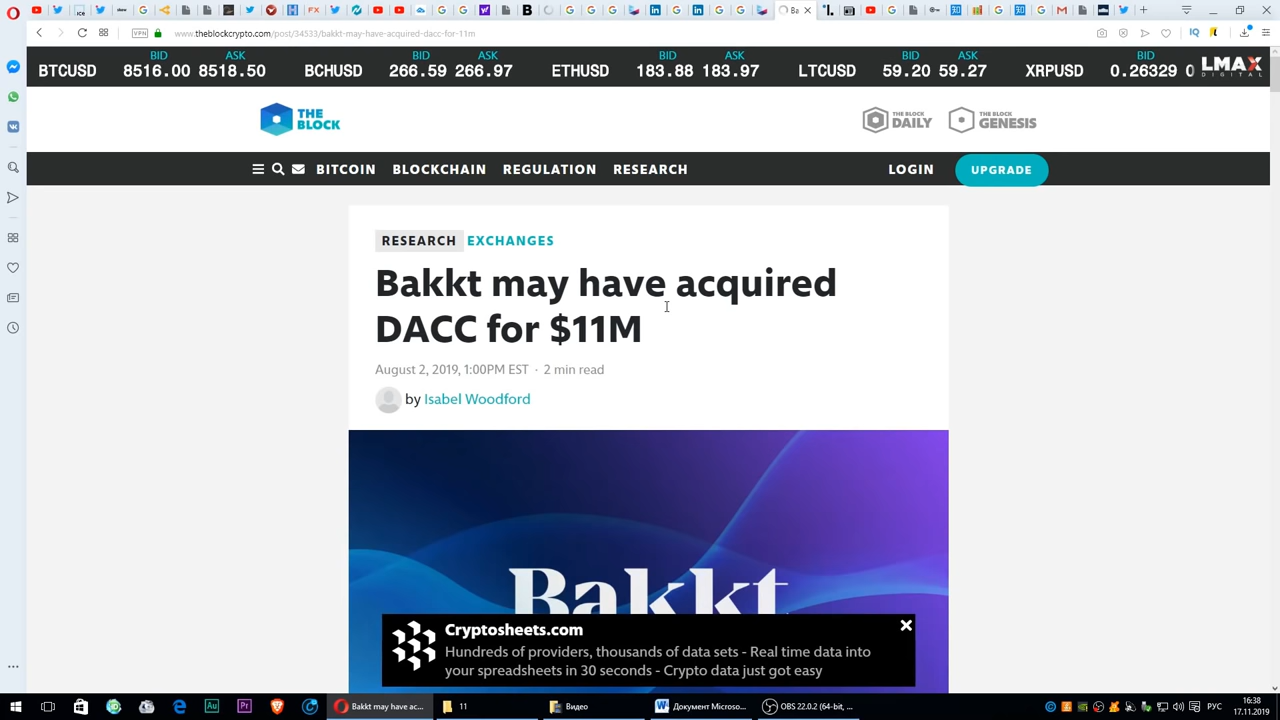 www.theblockcrypto.com/post/34533/bakkt-may-have-acquired-dacc-for-11m
VPN
BID ASK BID ASK BID ASK BID ASK BID
BTCUSD 8516.00 8518.50 BCHUSD 266.59 266.97 ETHUSD 183.88 183.97 LTCUSD 59.20 59.27 XRPUSD 0.26329 0
LMAX
DIGITAL
THE
BLOCK
THE BLOCK
DAILY
THE BLOCK
GENESIS
BITCOIN BLOCKCHAIN REGULATION RESEARCH LOGIN UPGRADE
RESEARCH EXCHANGES
Bakkt may have acquired
DACC for $11M
August 2, 2019, 1:00PM EST · 2 min read
by Isabel Woodford
Bakkt
Cryptosheets.com
Hundreds of providers, thousands of data sets - Real time data into
your spreadsheets in 30 seconds - Crypto data just got easy
Bakkt may have ac...
11
Видео
Документ Microso...
OBS 22.0.2 (64-bit, ...
РУС
16:38
17.11.2019